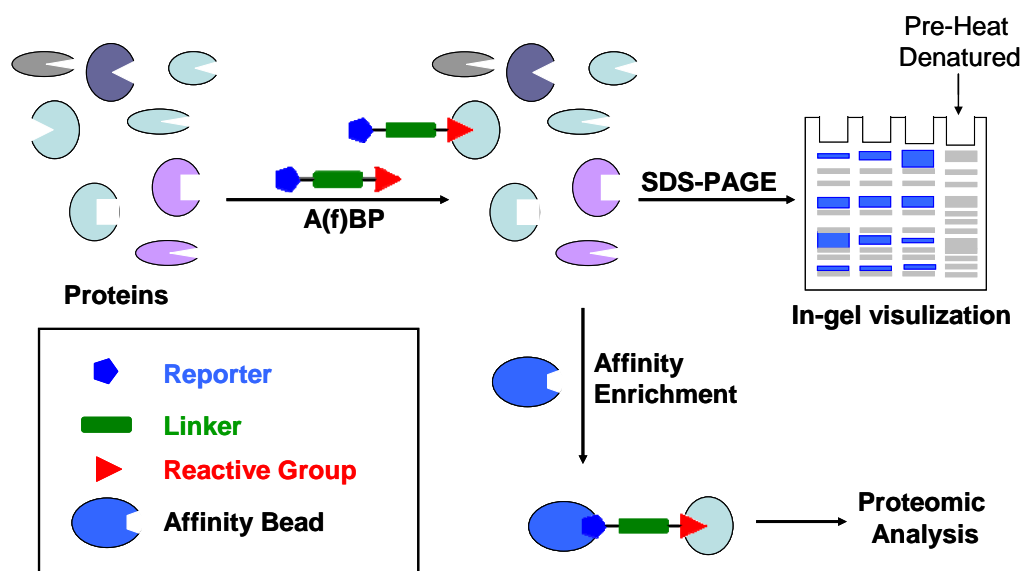 Pre-Heat
Denatured
SDS-PAGE
A(f)BP
Proteins
In-gel visulization
Reporter
Linker
Reactive Group
Affinity Bead
Affinity
Enrichment
Proteomic
Analysis